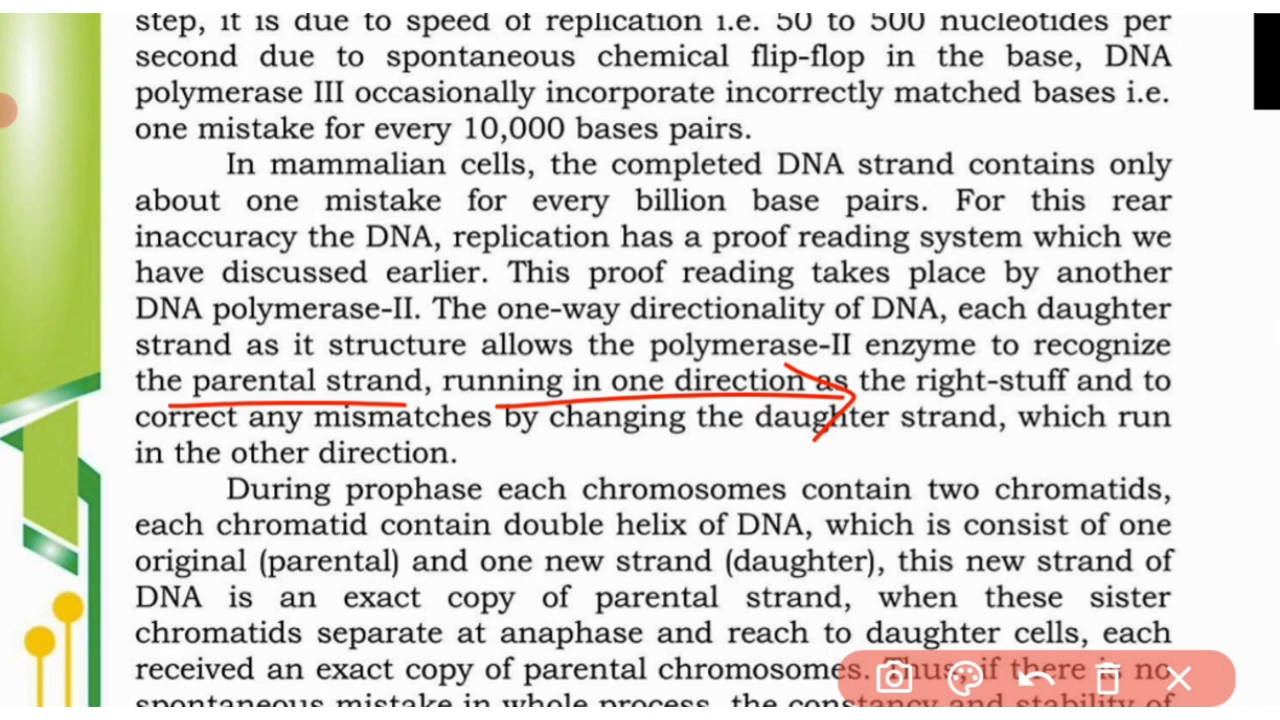 step, it is due to speed of replication i.e. 50 to 500 nucleotides per
second due to spontaneous chemical flip-flop in the base, DNA
polymerase III occasionally incorporate incorrectly matched bases i.e.
one mistake for every 10,000 bases pairs.
In mammalian cells, the completed DNA strand contains only
about one mistake for every billion base pairs. For this rear
inaccuracy the DNA, replication has a proof reading system which we
have discussed earlier. This proof reading takes place by another
DNA polymerase-II. The one-way directionality of DNA, each daughter
strand as it structure allows the polymerase-II enzyme to recognize
the parental strand, running in one direction as the right-stuff and to
correct any mismatches by changing the daughter strand, which run
in the other direction.
During prophase each chromosomes contain two chromatids,
each chromatid contain double helix of DNA, which is consist of one
original (parental) and one new strand (daughter), this new strand of
DNA is an exact copy of parental strand, when these sister
chromatids separate at anaphase and reach to daughter cells, each
received an exact copy of parental chromosomes. Thus, if there is no
spontaneous mistake in whole process, the constancy and stability of